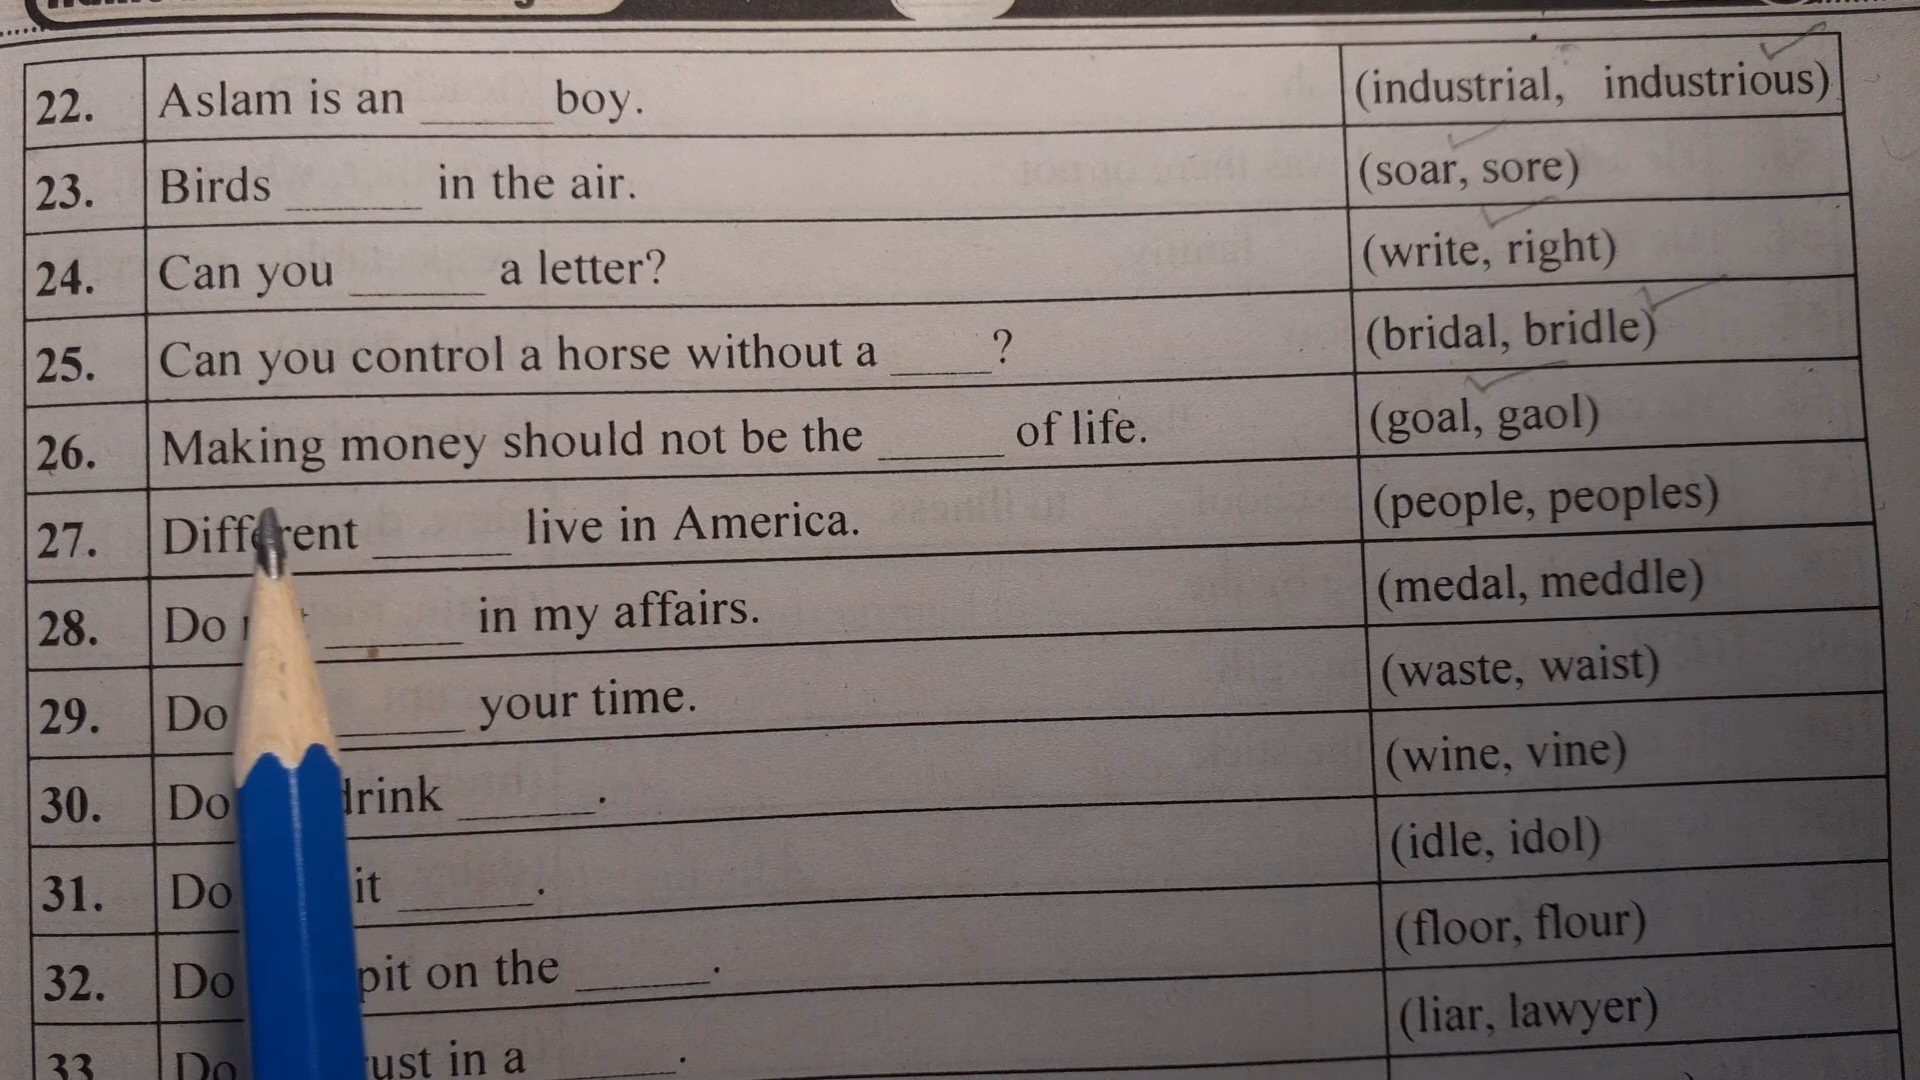 22. Aslam is an ______ boy. (industrial, industrious)
23. Birds ______ in the air. (soar, sore)
24. Can you ______ a letter? (write, right)
25. Can you control a horse without a _____? (bridal, bridle)
26. Making money should not be the ______ of life. (goal, gaol)
27. Different ______ live in America. (people, peoples)
28. Do ______ in my affairs. (medal, meddle)
29. Do ______ your time. (waste, waist)
30. Do drink ______. (wine, vine)
31. Do it ______. (idle, idol)
32. Do pit on the ______. (floor, flour)
33 Do ust in a ______. (liar, lawyer)